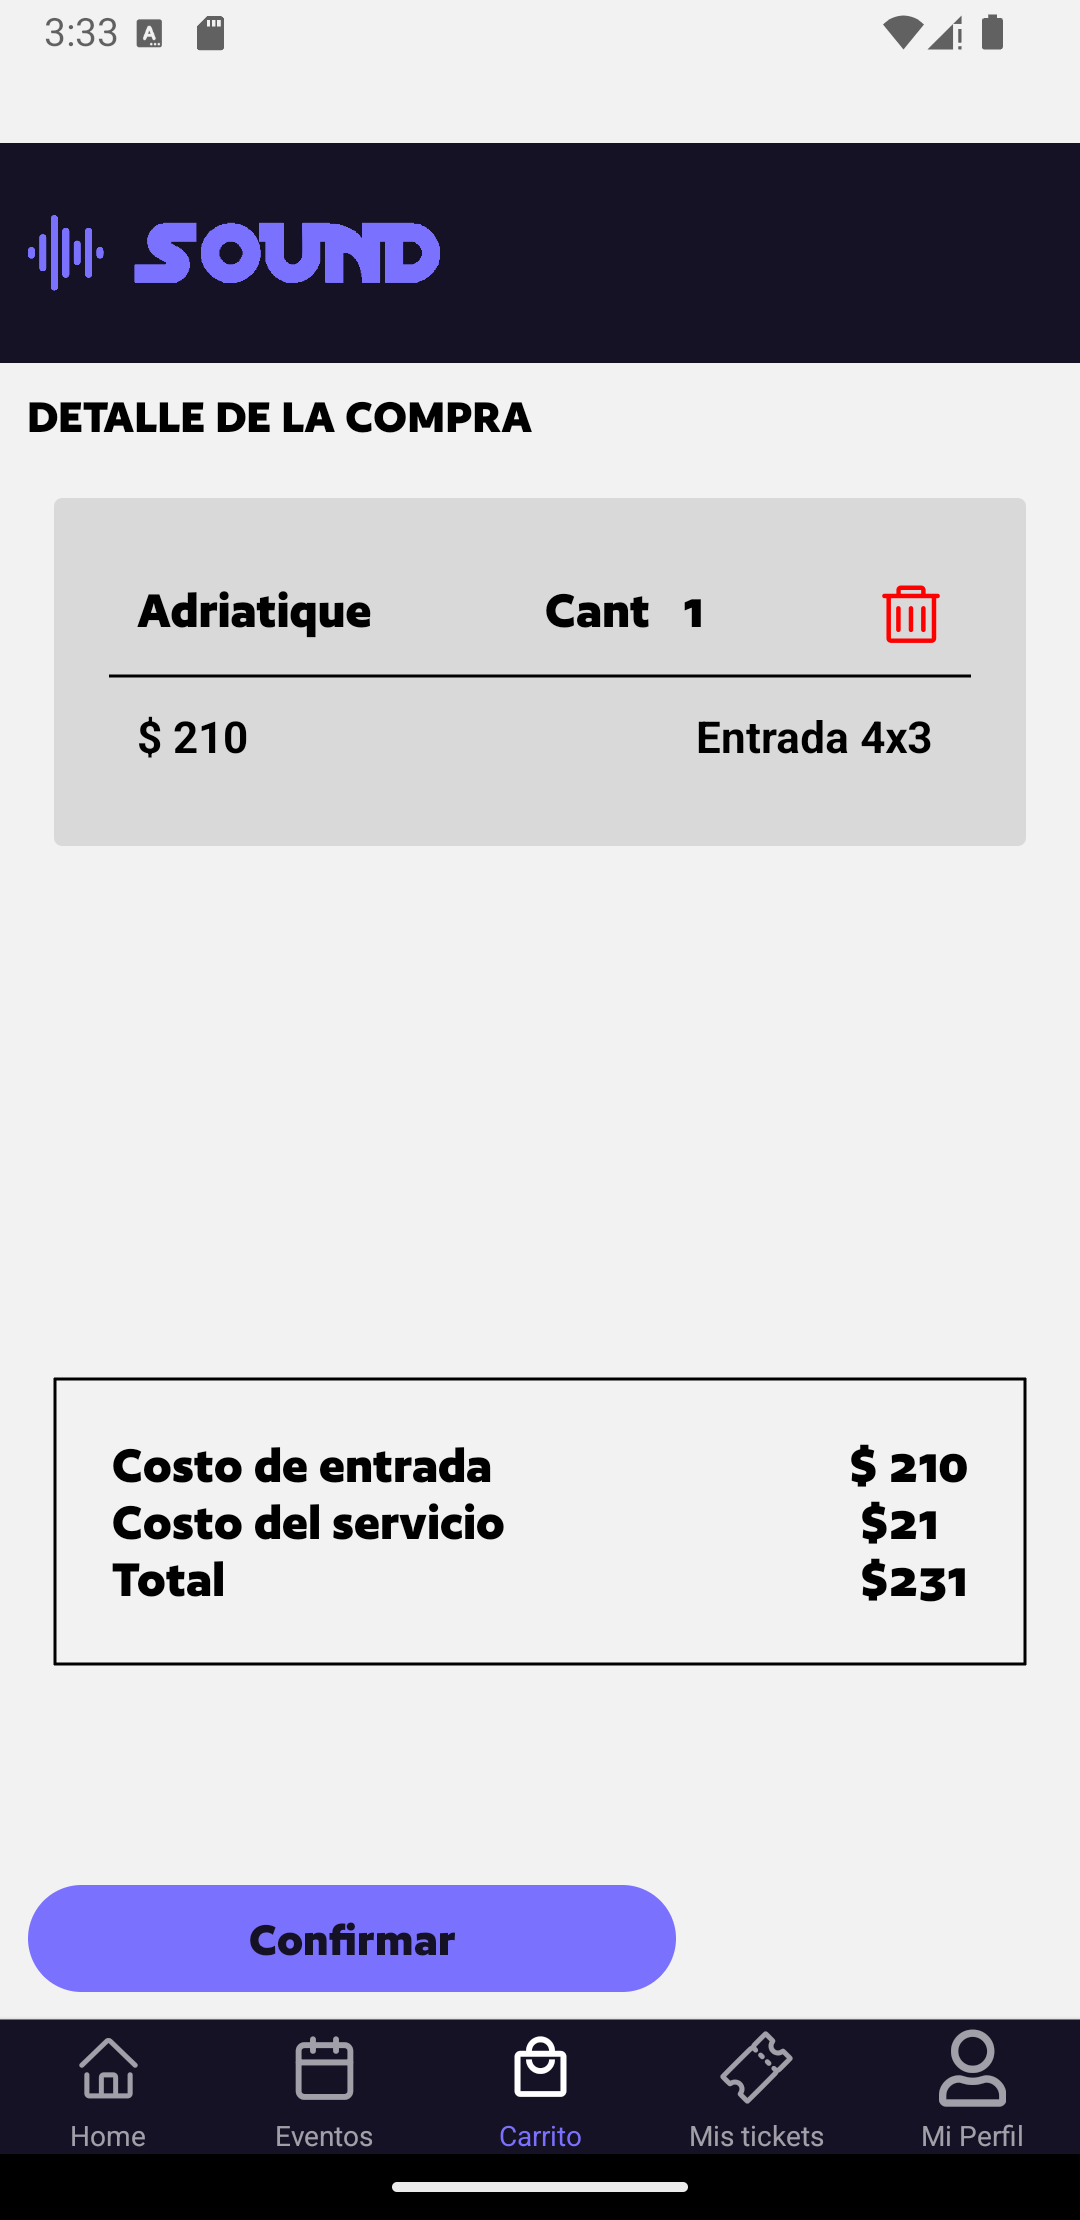 3:33
SOUND
DETALLE DE LA COMPRA
Adriatique Cant 1
$ 210 Entrada 4x3
Costo de entrada $ 210
Costo del servicio $21
Total $231
Confirmar
Home Eventos Carrito Mis tickets Mi Perfil